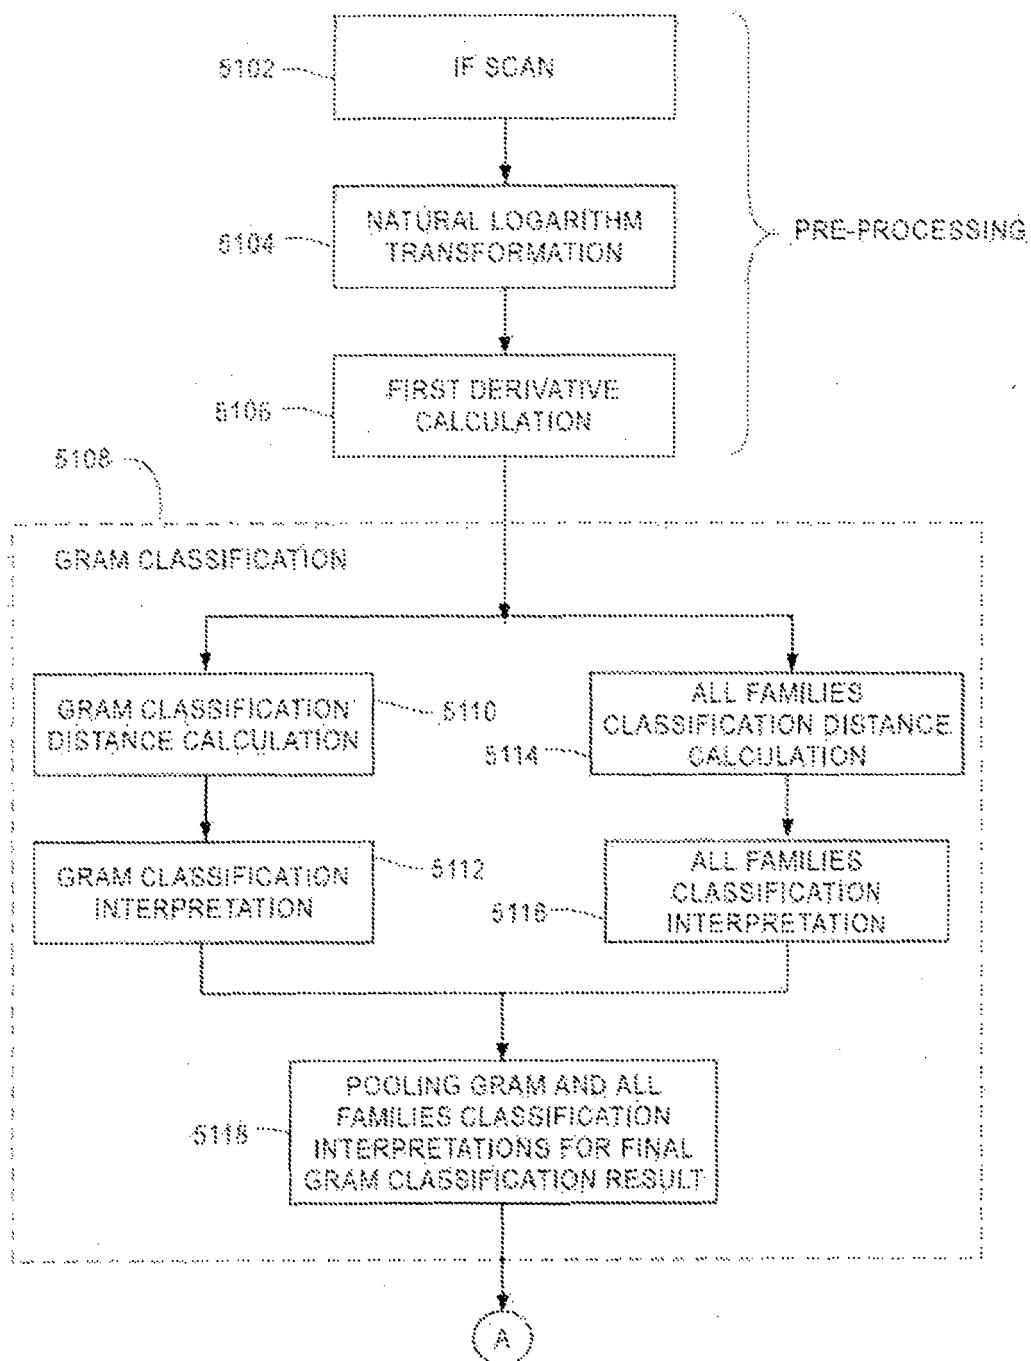 5102
IF SCAN
5104
NATURAL LOGARITHM
TRANSFORMATION
PRE-PROCESSING
5106
FIRST DERIVATIVE
CALCULATION
5108
GRAM CLASSIFICATION
GRAM CLASSIFICATION
DISTANCE CALCULATION
5110
ALL FAMILIES
CLASSIFICATION DISTANCE
CALCULATION
5114
GRAM CLASSIFICATION
INTERPRETATION
5112
ALL FAMILIES
CLASSIFICATION
INTERPRETATION
5116
POOLING GRAM AND ALL
FAMILIES CLASSIFICATION
INTERPRETATIONS FOR FINAL
GRAM CLASSIFICATION RESULT
5118
A